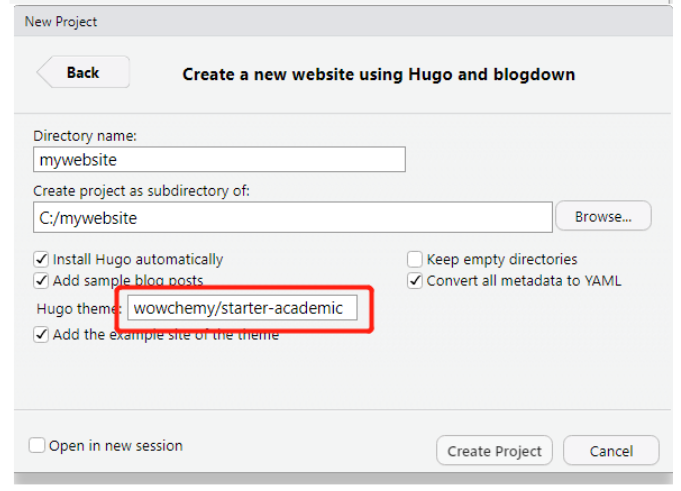 New Project
Back
Create a new website using Hugo and blogdown
Directory name:
mywebsite
Create project as subdirectory of:
C:/mywebsite
Browse...
Install Hugo automatically
Keep empty directories
Add sample blog posts
Convert all metadata to YAML
Hugo theme: wowchemy/starter-academic
Add the example site of the theme
Open in new session
Create Project
Cancel